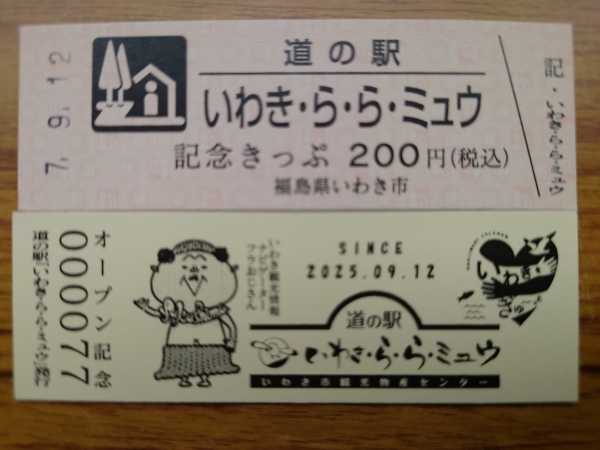 7.9.12
道の駅
いわき・ら・ら・ミュウ
記念きっぷ 200円(税込)
福島県いわき市
記・いわき・ら・ら・ミュウ
オープン記念
0000077
道の駅「いわき・ら・ら・ミュウ」発行
いわき観光情報
ナビゲーター
フラおじさん
SINCE
2025.09.12
道の駅
いわき・ら・ら・ミュウ
いわき市観光物産センター
いわき